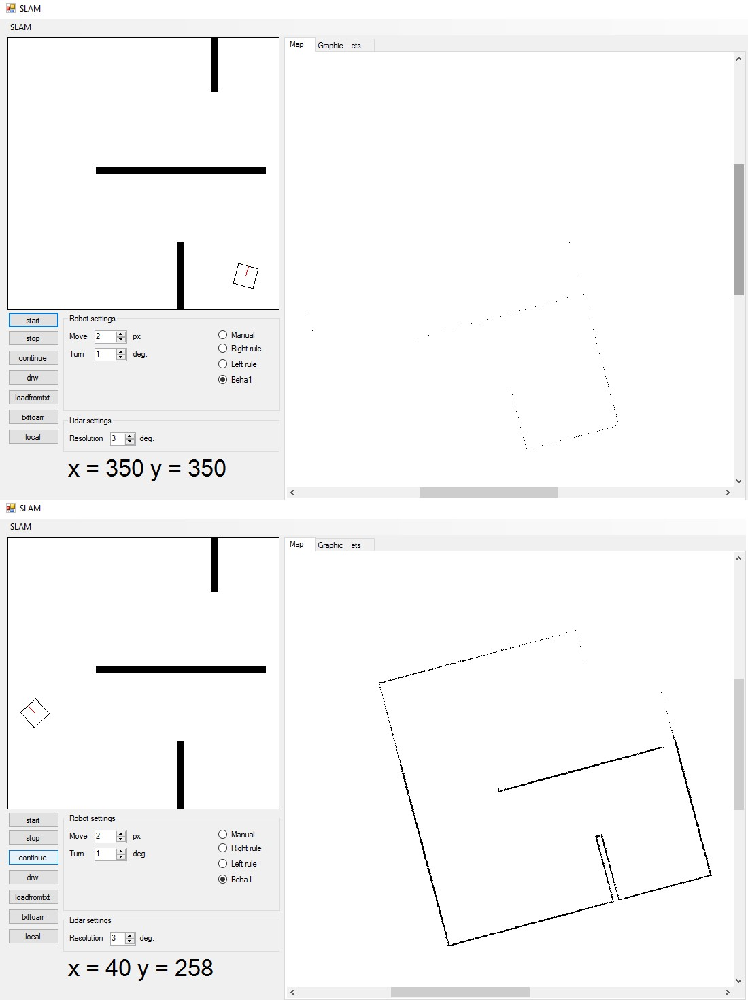 SLAM
SLAM
Map Graphic ets
start
stop
continue
drw
loadfromtxt
txttoarr
local
Robot settings
Move 2 px
Turn 1 deg.
Manual
Right rule
Left rule
Beha1
Lidar settings
Resolution 3 deg.
x = 350 y = 350
SLAM
SLAM
Map Graphic ets
start
stop
continue
drw
loadfromtxt
txttoarr
local
Robot settings
Move 2 px
Turn 1 deg.
Manual
Right rule
Left rule
Beha1
Lidar settings
Resolution 3 deg.
x = 40 y = 258